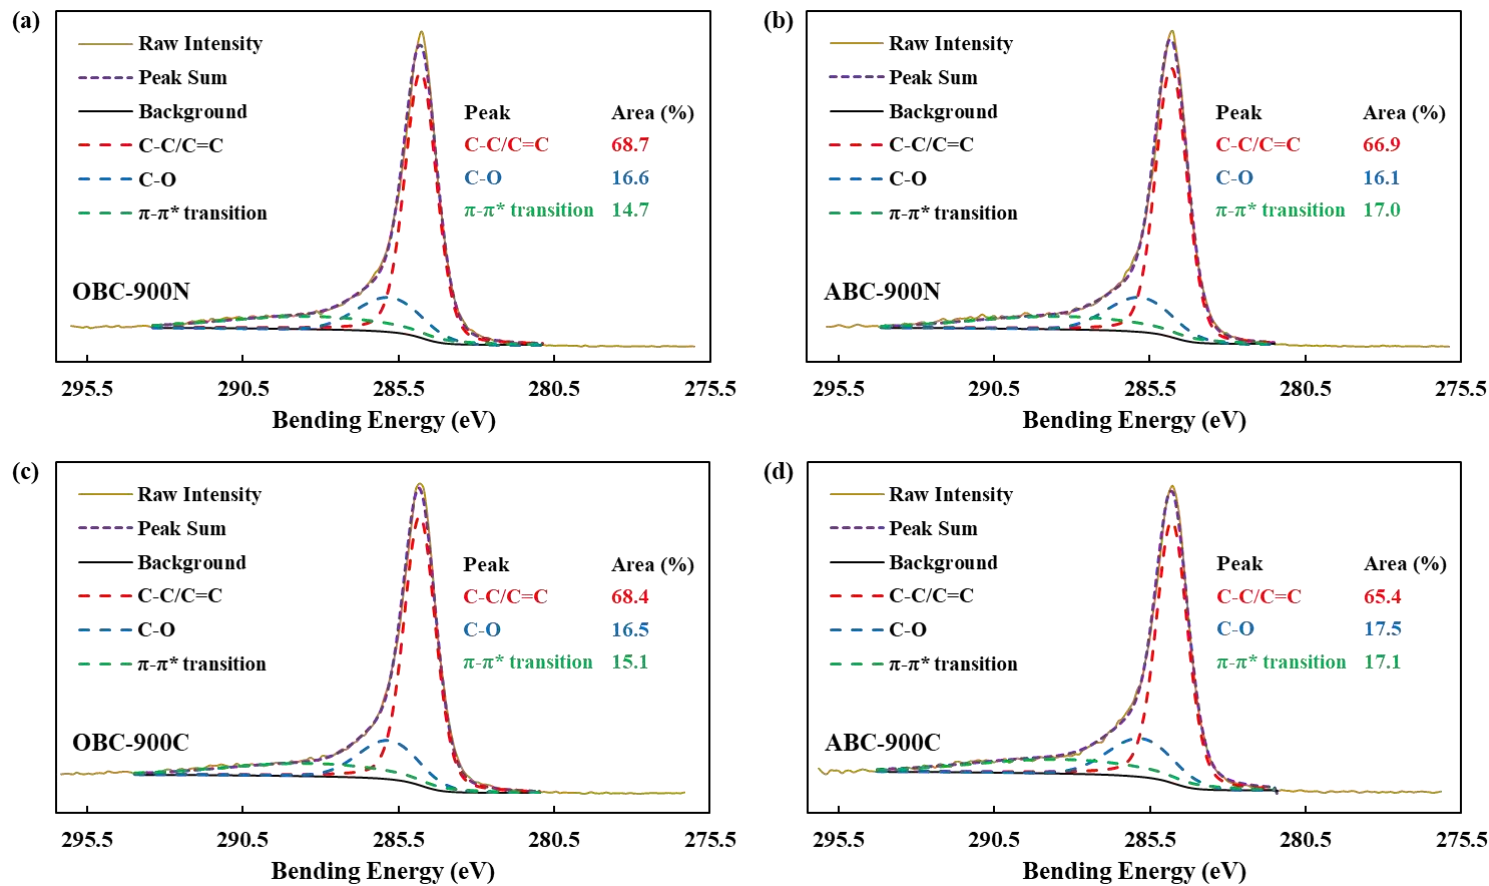 (a)
Raw Intensity
Peak Sum
Background
C-C/C=C
C-O
π-π* transition
Peak Area (%)
C-C/C=C 68.7
C-O 16.6
π-π* transition 14.7
OBC-900N
295.5 290.5 285.5 280.5 275.5
Bending Energy (eV)
(b)
Raw Intensity
Peak Sum
Background
C-C/C=C
C-O
π-π* transition
Peak Area (%)
C-C/C=C 66.9
C-O 16.1
π-π* transition 17.0
ABC-900N
295.5 290.5 285.5 280.5 275.5
Bending Energy (eV)
(c)
Raw Intensity
Peak Sum
Background
C-C/C=C
C-O
π-π* transition
Peak Area (%)
C-C/C=C 68.4
C-O 16.5
π-π* transition 15.1
OBC-900C
295.5 290.5 285.5 280.5 275.5
Bending Energy (eV)
(d)
Raw Intensity
Peak Sum
Background
C-C/C=C
C-O
π-π* transition
Peak Area (%)
C-C/C=C 65.4
C-O 17.5
π-π* transition 17.1
ABC-900C
295.5 290.5 285.5 280.5 275.5
Bending Energy (eV)